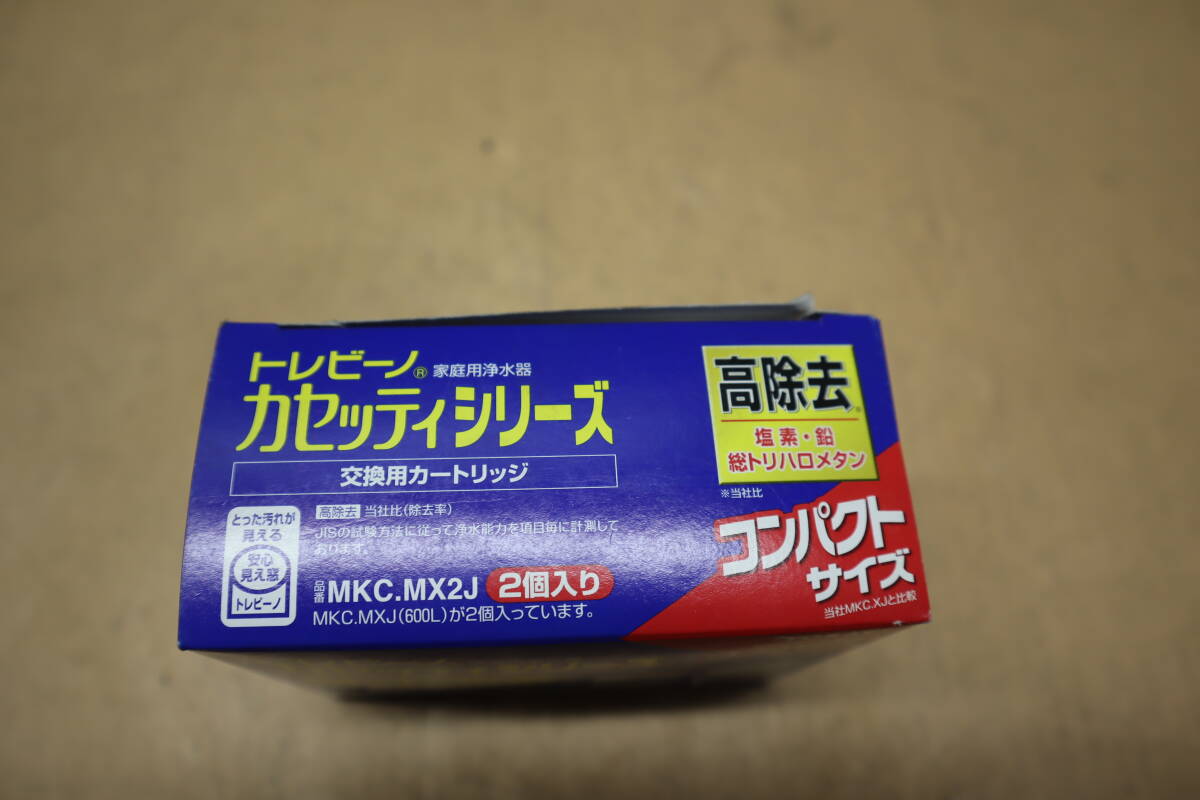 トレビーノ® 家庭用浄水器
カセッティシリーズ
交換用カートリッジ
とった汚れが
見える
安心
見え窓
トレビーノ
高除去 当社比(除去率)
JISの試験方法に従って浄水能力を項目毎に計測して
おります。
品番 MKC.MX2J 2個入り
MKC.MXJ(600L)が2個入っています。
高除去。
塩素・鉛
総トリハロメタン
※当社比
コンパクト
サイズ
当社MKC.XJと比較